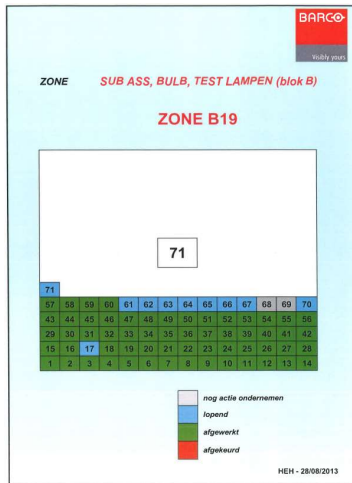 BARCO
Visibly yours
ZONE SUB ASS, BULB, TEST LAMPEN (blok B)
ZONE B19
71
71
57 58 59 60 61 62 63 64 65 66 67 68 69 70
43 44 45 46 47 48 49 50 51 52 53 54 55 56
29 30 31 32 33 34 35 36 37 38 39 40 41 42
15 16 17 18 19 20 21 22 23 24 25 26 27 28
1 2 3 4 5 6 7 8 9 10 11 12 13 14
nog actie ondernemen
lopend
afgewerkt
afgekeurd
HEH - 28/08/2013